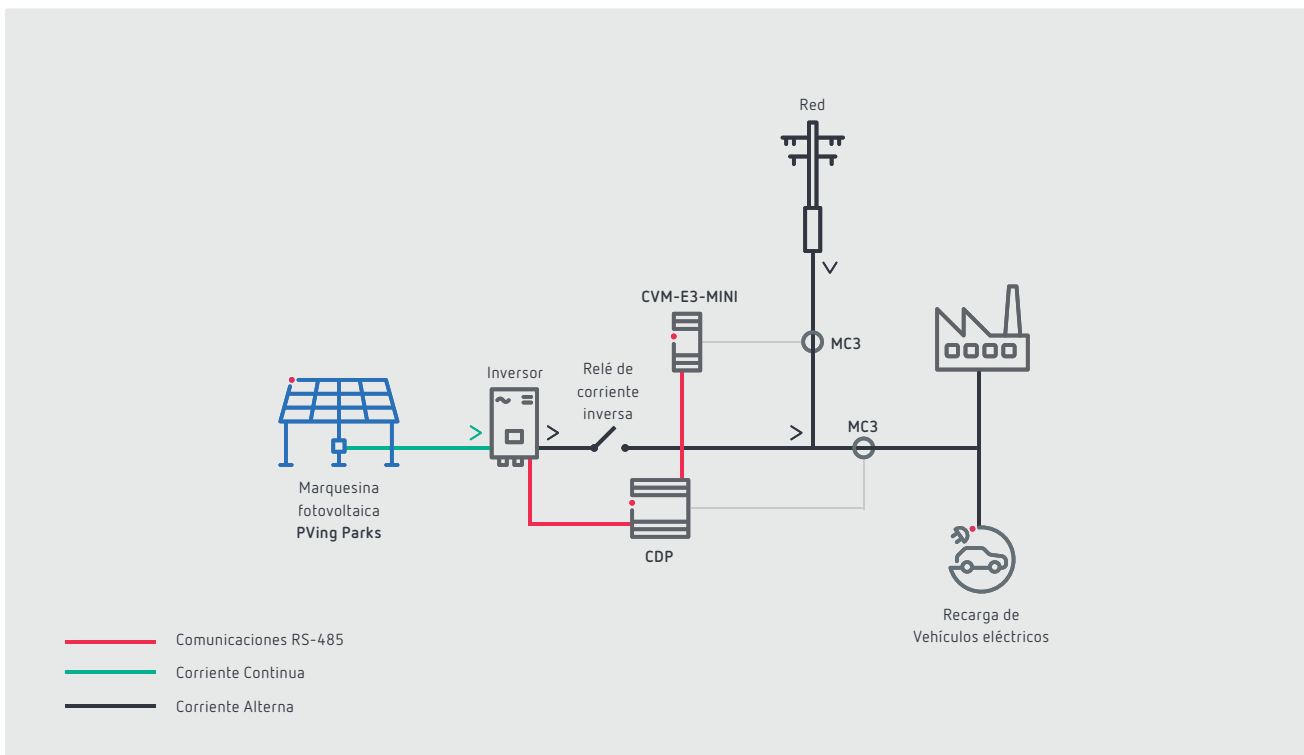 Red
CVM-E3-MINI
MC3
Relé de
corriente
inversa
Inversor
MC3
Marquesina
fotovoltaica
PVing Parks
CDP
Recarga de
Vehículos eléctricos
Comunicaciones RS-485
Corriente Continua
Corriente Alterna